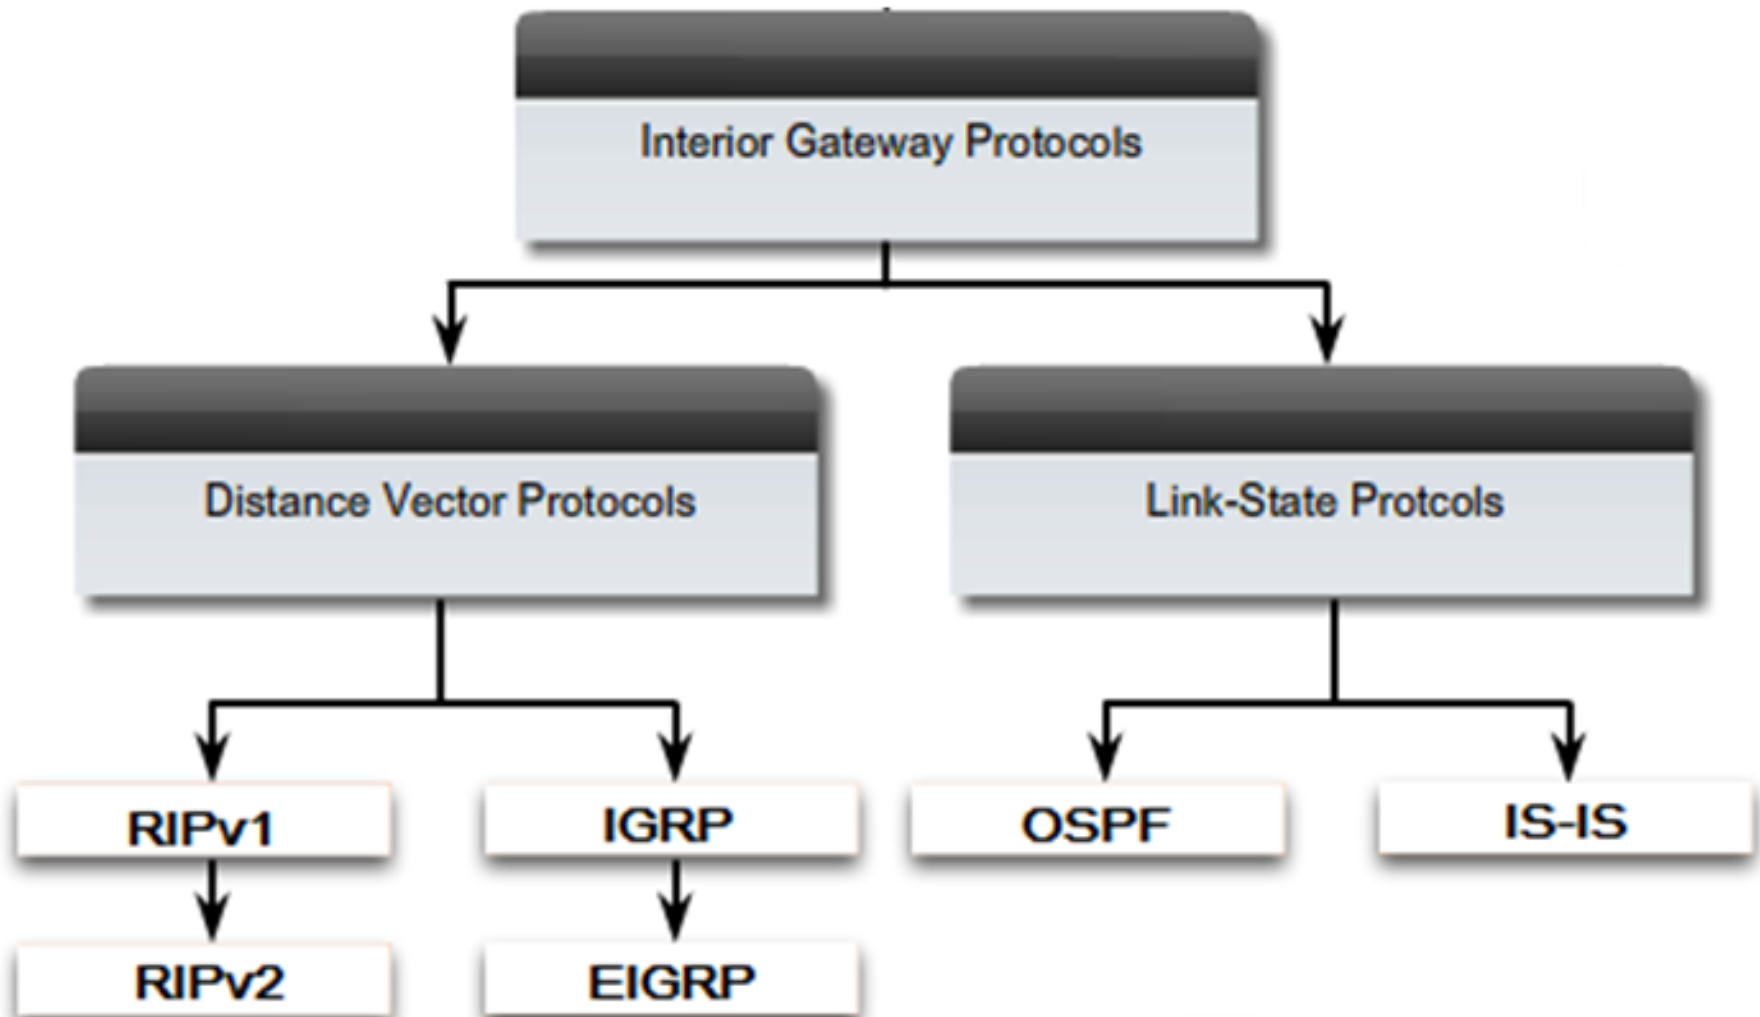 Interior Gateway Protocols
Distance Vector Protocols
Link-State Protcols
RIPv1
IGRP
OSPF
IS-IS
RIPv2
EIGRP